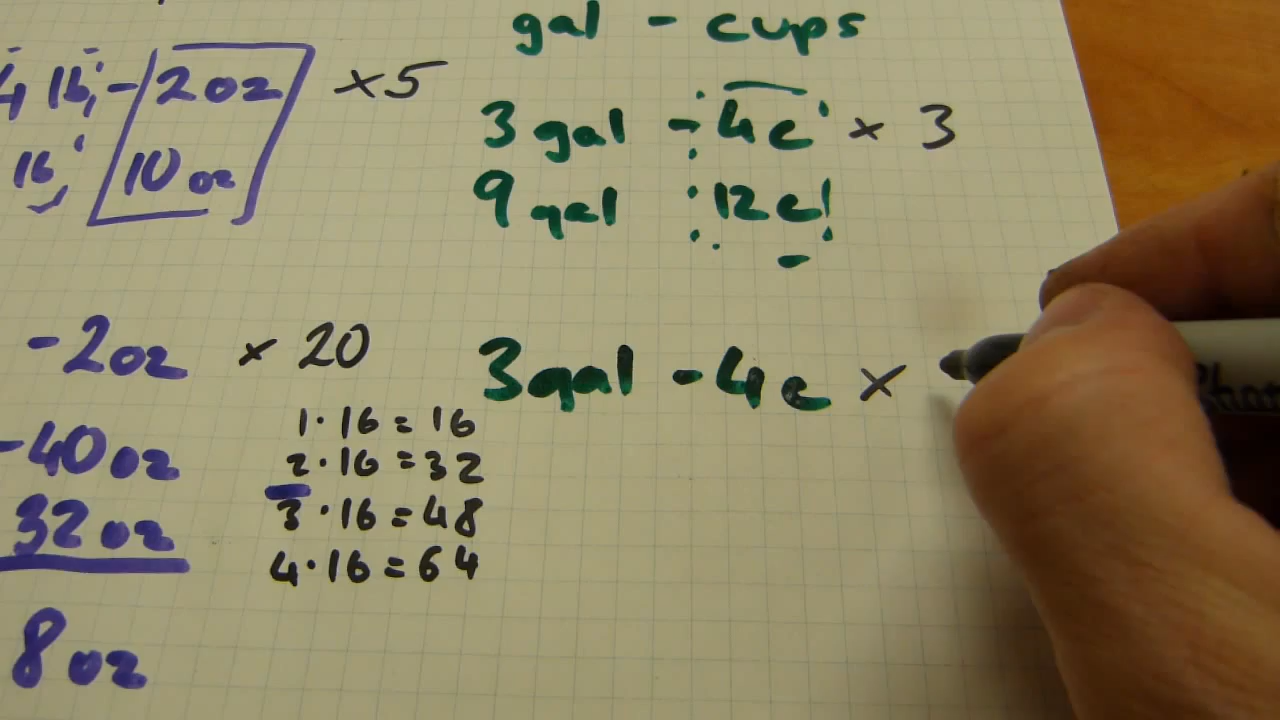 4 lb - 2 oz × 5
lb 10 oz
- 2 oz × 20
- 40 oz
32 oz
8 oz
1 · 16 = 16
2 · 16 = 32
3 · 16 = 48
4 · 16 = 64
gal - cups
3 gal - 4c × 3
9 gal 12c
3 gal - 4c ×